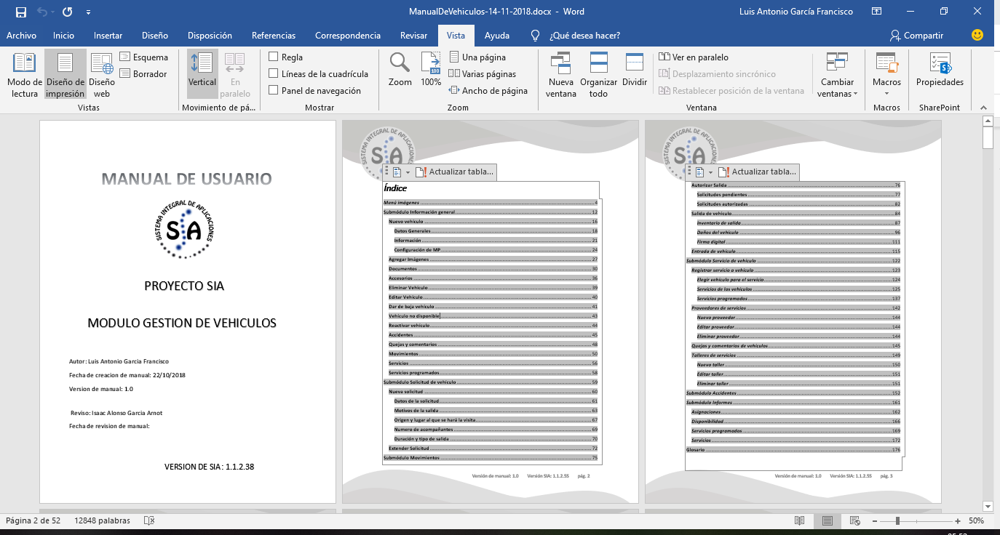 ManualDeVehiculos-14-11-2018.docx - Word
Luis Antonio García Francisco
Archivo Inicio Insertar Diseño Disposición Referencias Correspondencia Revisar Vista Ayuda ¿Qué desea hacer? Compartir
Modo de lectura
Diseño de impresión
Diseño web
Esquema
Borrador
Vistas
Vertical
En paralelo
Movimiento de pá...
Regla
Líneas de la cuadrícula
Panel de navegación
Mostrar
Zoom
100%
Una página
Varias páginas
Ancho de página
Zoom
Nueva ventana
Organizar todo
Dividir
Ver en paralelo
Desplazamiento sincrónico
Restablecer posición de la ventana
Ventana
Cambiar ventanas
Macros
Macros
Propiedades
SharePoint
MANUAL DE USUARIO
SISTEMA INTEGRAL DE APLICACIONES
SIA
PROYECTO SIA
MODULO GESTION DE VEHICULOS
Autor: Luis Antonio Garcia Francisco
Fecha de creacion de manual: 22/10/2018
Version de manual: 1.0
Reviso: Isaac Alonso Garcia Arnot
Fecha de revision de manual:
VERSION DE SIA: 1.1.2.38
SISTEMA INTEGRAL DE APLICACIONES
SIA
Actualizar tabla...
Índice
Menú imágenes 4
Submódulo Información general 12
Nuevo vehículo 16
Datos Generales 18
Información 21
Configuración de MP 24
Agregar Imágenes 27
Documentos 30
Accesorios 36
Eliminar Vehículo 39
Editar Vehículo 40
Dar de baja vehículo 41
Vehículo no disponible 43
Reactivar vehículo 44
Accidentes 45
Quejas y comentarios 48
Movimientos 50
Servicios 56
Servicios programados 58
Submódulo Solicitud de vehículo 59
Nueva solicitud 60
Datos de la solicitud 61
Motivos de la salida 63
Origen y lugar al que se hará la visita 67
Numero de acompañantes 69
Duración y tipo de salida 70
Extender Solicitud 72
Submódulo Movimientos 75
Versión de manual: 1.0 Versión SIA: 1.1.2.55 pág. 2
SISTEMA INTEGRAL DE APLICACIONES
SIA
Actualizar tabla...
Autorizar Salida 76
Solicitudes pendientes 77
Solicitudes autorizadas 82
Salida de vehículo 84
Inventario de salida 87
Daños del vehículo 96
Firma digital 111
Entrada de vehículo 115
Submódulo Servicio de vehículo 122
Registrar servicio a vehículo 123
Elegir vehículo para el servicio 124
Servicios de los vehículos 125
Servicios programados 137
Proveedores de servicios 142
Nuevo proveedor 144
Editar proveedor 144
Eliminar proveedor 144
Quejas y comentarios de vehículos 145
Talleres de servicios 149
Nuevo taller 150
Editar taller 151
Eliminar taller 151
Submódulo Accidentes 152
Submódulo Informes 161
Asignaciones 162
Disponibilidad 166
Servicios programados 169
Servicios 172
Glosario 176
Versión de manual: 1.0 Versión SIA: 1.1.2.55 pág. 3
Página 2 de 52 12848 palabras 50%